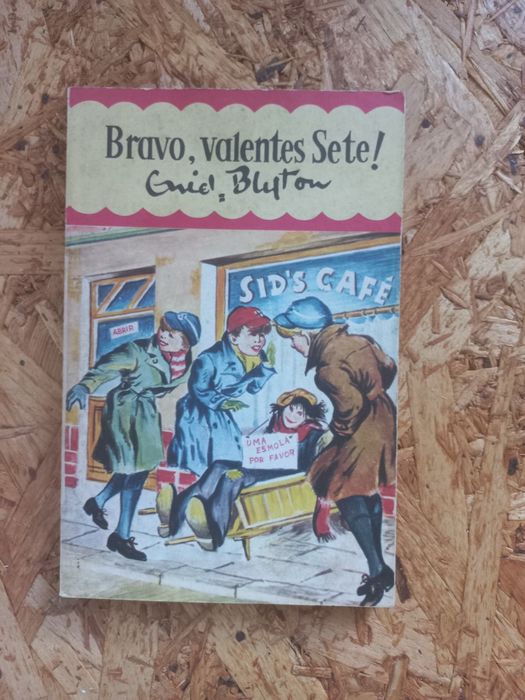 Bravo, valentes Sete!
Enid Blyton
SID'S CAFÉ
ABRIR
UMA
ESMOLA
POR FAVOR